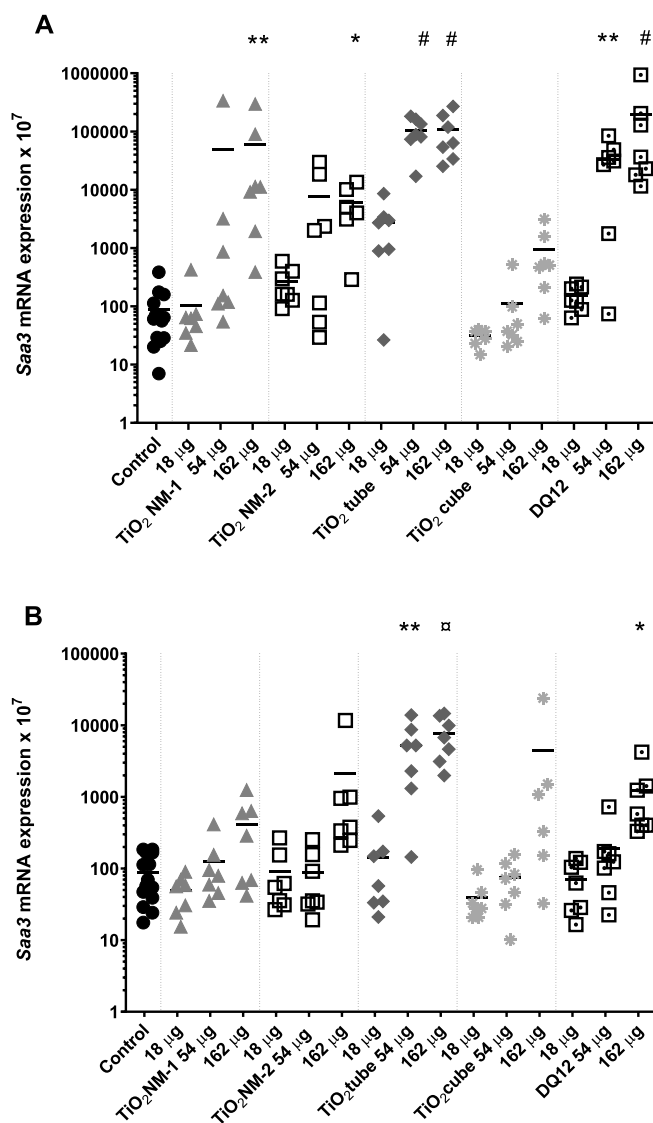 A
** * # # ** #
Saa3 mRNA expression x 10⁷
1000000
100000
10000
1000
100
10
1
Control
18 µg
TiO₂ NM-1 54 µg
162 µg
18 µg
TiO₂ NM-2 54 µg
162 µg
18 µg
TiO₂ tube 54 µg
162 µg
18 µg
TiO₂ cube 54 µg
162 µg
18 µg
DQ12 54 µg
162 µg
B
** ¤ *
Saa3 mRNA expression x 10⁷
100000
10000
1000
100
10
1
Control
18 µg
TiO₂NM-1 54 µg
162 µg
18 µg
TiO₂NM-2 54 µg
162 µg
18 µg
TiO₂tube 54 µg
162 µg
18 µg
TiO₂cube 54 µg
162 µg
18 µg
DQ12 54 µg
162 µg